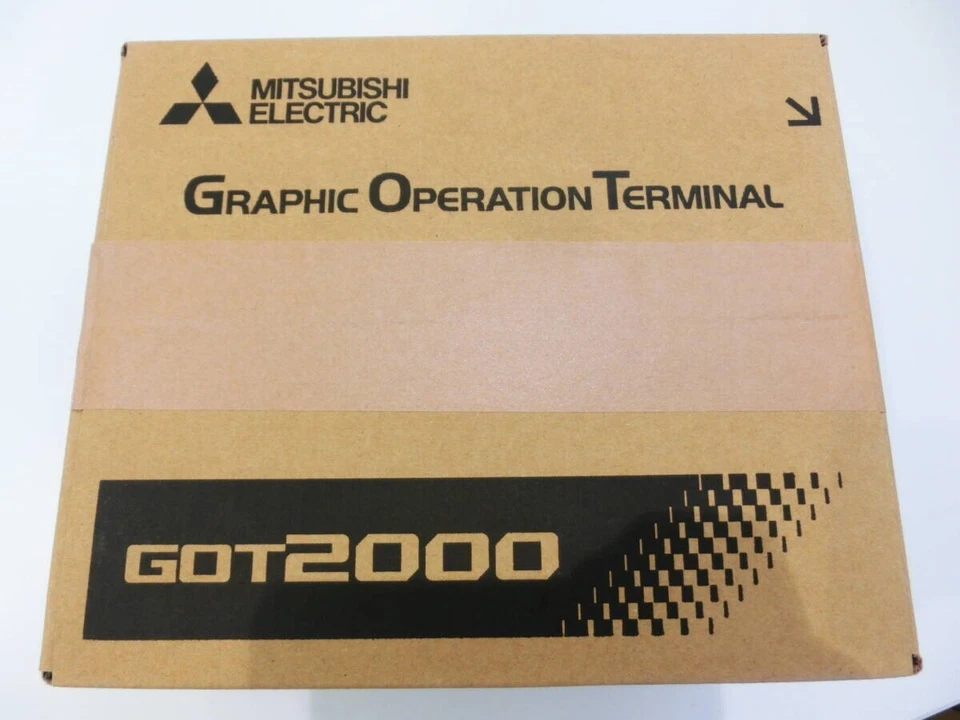 MITSUBISHI
ELECTRIC
GRAPHIC OPERATION TERMINAL
GOT2000